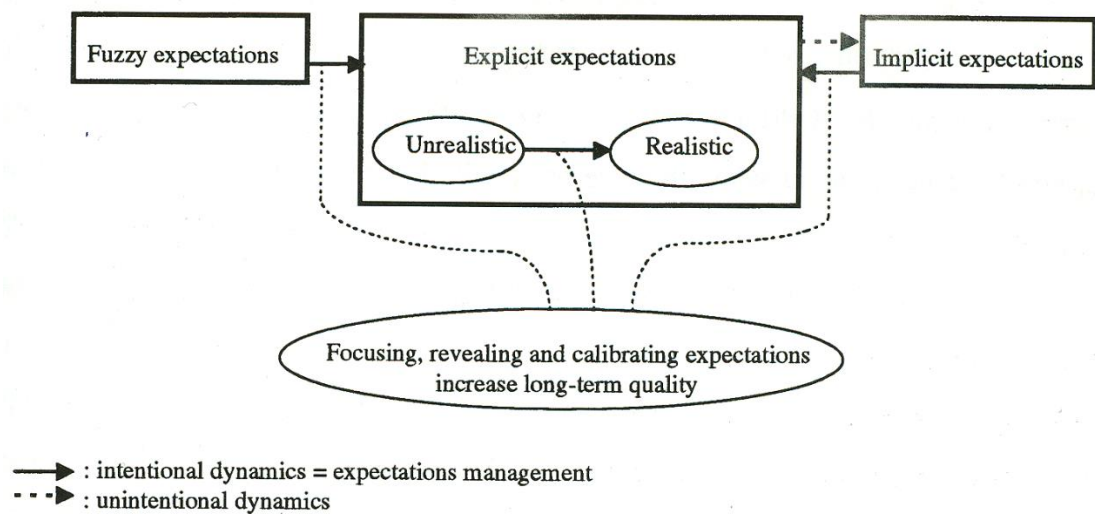 Fuzzy expectations
Explicit expectations
Implicit expectations
Unrealistic
Realistic
Focusing, revealing and calibrating expectations
increase long-term quality
: intentional dynamics = expectations management
: unintentional dynamics